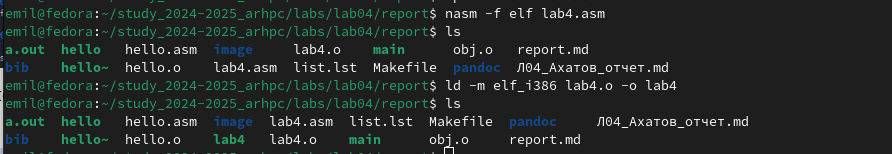 emil@fedora:~/study_2024-2025_arhpc/labs/lab04/report$ nasm -f elf lab4.asm
emil@fedora:~/study_2024-2025_arhpc/labs/lab04/report$ ls
a.out hello hello.asm image lab4.o main obj.o report.md
bib hello~ hello.o lab4.asm list.lst Makefile pandoc Л04_Ахатов_отчет.md
emil@fedora:~/study_2024-2025_arhpc/labs/lab04/report$ ld -m elf_i386 lab4.o -o lab4
emil@fedora:~/study_2024-2025_arhpc/labs/lab04/report$ ls
a.out hello hello.asm image lab4.asm list.lst Makefile pandoc Л04_Ахатов_отчет.md
bib hello~ hello.o lab4 lab4.o main obj.o report.md